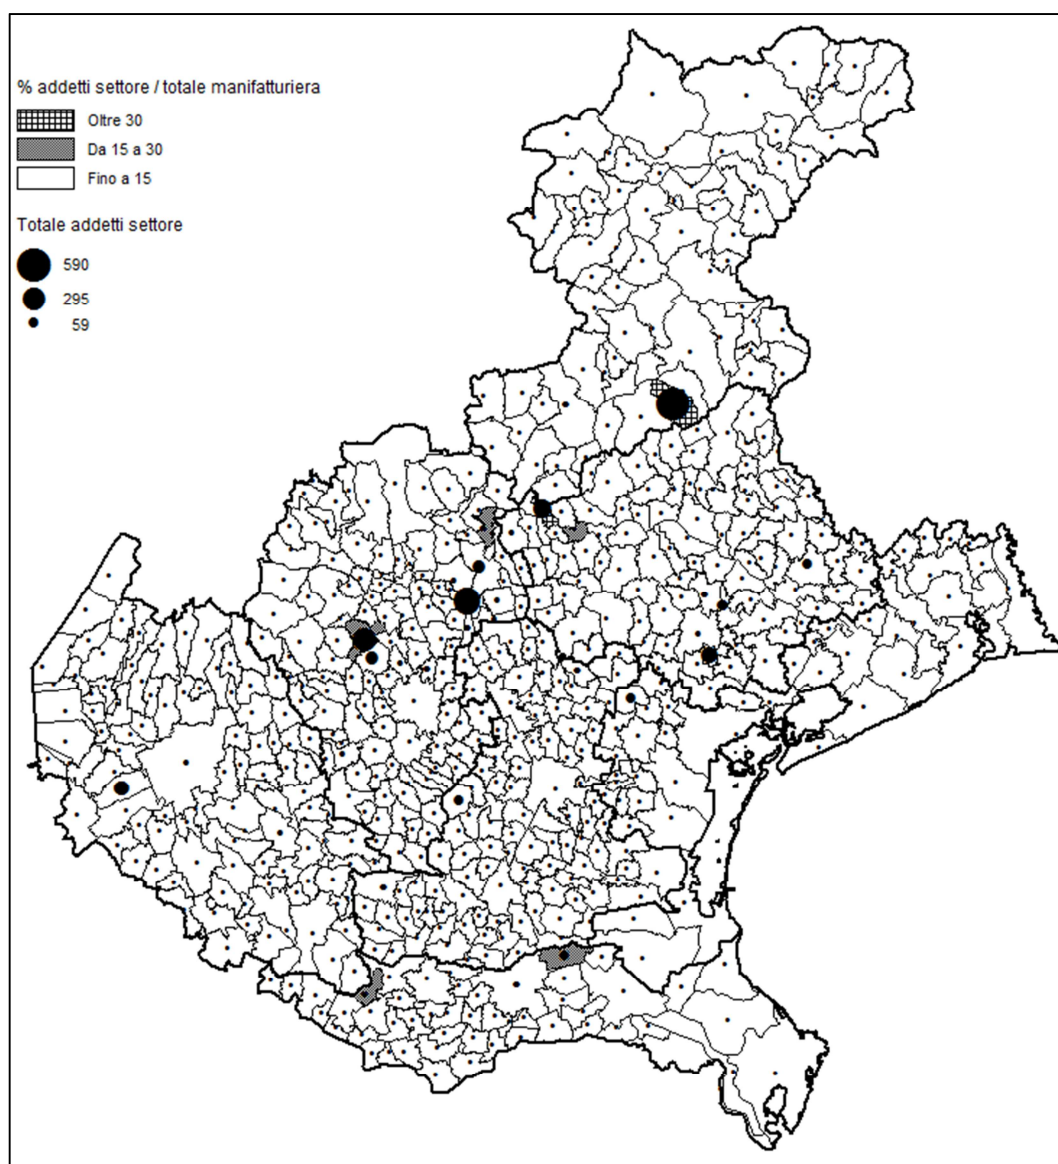 % addetti settore / totale manifatturiera
Oltre 30
Da 15 a 30
Fino a 15
Totale addetti settore
590
295
59